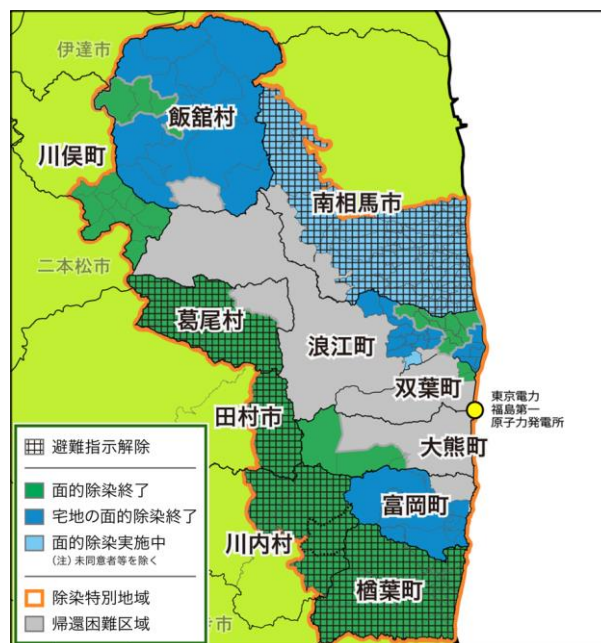 伊達市
飯舘村
川俣町
南相馬市
二本松市
葛尾村
浪江町
双葉町
東京電力
福島第一
原子力発電所
田村市
大熊町
富岡町
川内村
楢葉町
避難指示解除
面的除染終了
宅地の面的除染終了
面的除染実施中
(注)未同意者等を除く
除染特別地域
帰還困難区域
き市